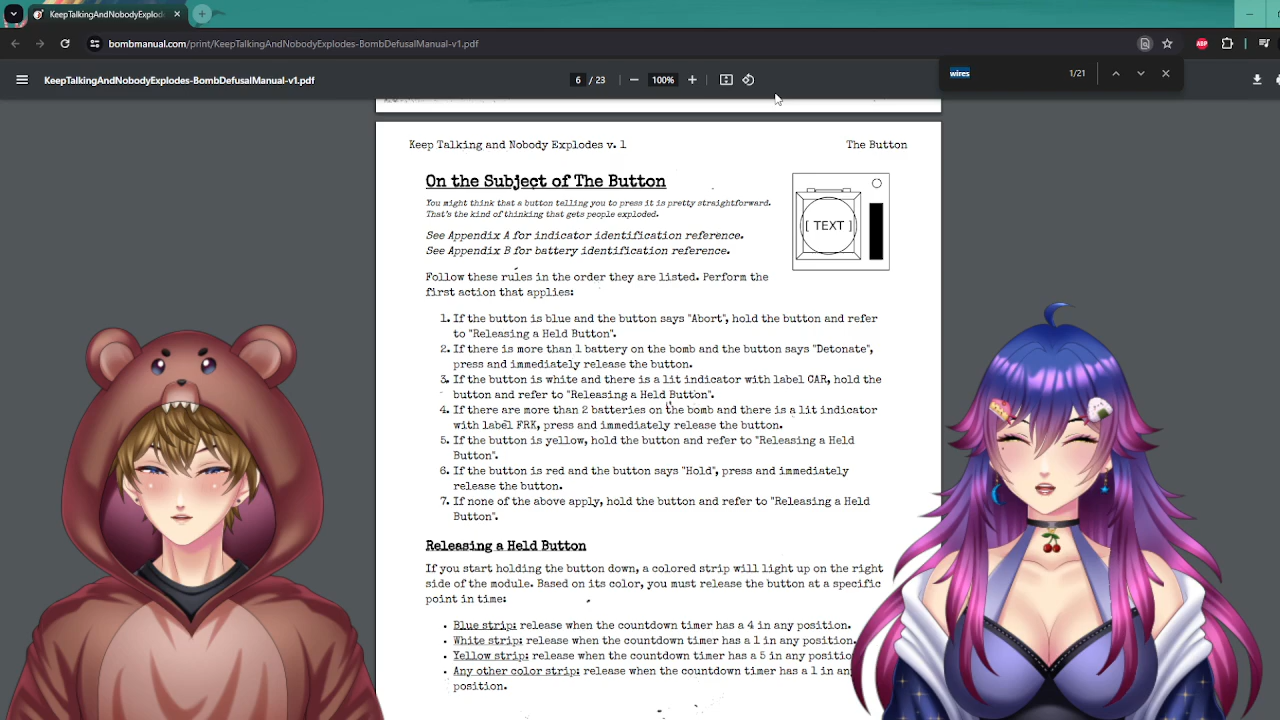 KeepTalkingAndNobodyExplode
bombmanual.com/print/KeepTalkingAndNobodyExplodes-BombDefusalManual-v1.pdf
ABP
wires
1/21
KeepTalkingAndNobodyExplodes-BombDefusalManual-v1.pdf
6 / 23
100%
Keep Talking and Nobody Explodes v. 1
The Button
On the Subject of The Button
You might think that a button telling you to press it is pretty straightforward.
That's the kind of thinking that gets people exploded.
See Appendix A for indicator identification reference.
See Appendix B for battery identification reference.
[ TEXT ]
Follow these rules in the order they are listed. Perform the
first action that applies:
1. If the button is blue and the button says "Abort", hold the button and refer
to "Releasing a Held Button".
2. If there is more than 1 battery on the bomb and the button says "Detonate",
press and immediately release the button.
3. If the button is white and there is a lit indicator with label CAR, hold the
button and refer to "Releasing a Held Button".
4. If there are more than 2 batteries on the bomb and there is a lit indicator
with label FRK, press and immediately release the button.
5. If the button is yellow, hold the button and refer to "Releasing a Held
Button".
6. If the button is red and the button says "Hold", press and immediately
release the button.
7. If none of the above apply, hold the button and refer to "Releasing a Held
Button".
Releasing a Held Button
If you start holding the button down, a colored strip will light up on the right
side of the module. Based on its color, you must release the button at a specific
point in time:
• Blue strip: release when the countdown timer has a 4 in any position.
• White strip: release when the countdown timer has a 1 in any position.
• Yellow strip: release when the countdown timer has a 5 in any positio
• Any other color strip: release when the countdown timer has a 1 in an
position.